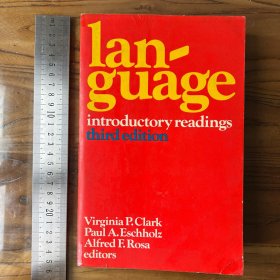 lan-
guage
introductory readings
third edition
Virginia P. Clark
Paul A. Eschholz
Alfred F. Rosa
editors